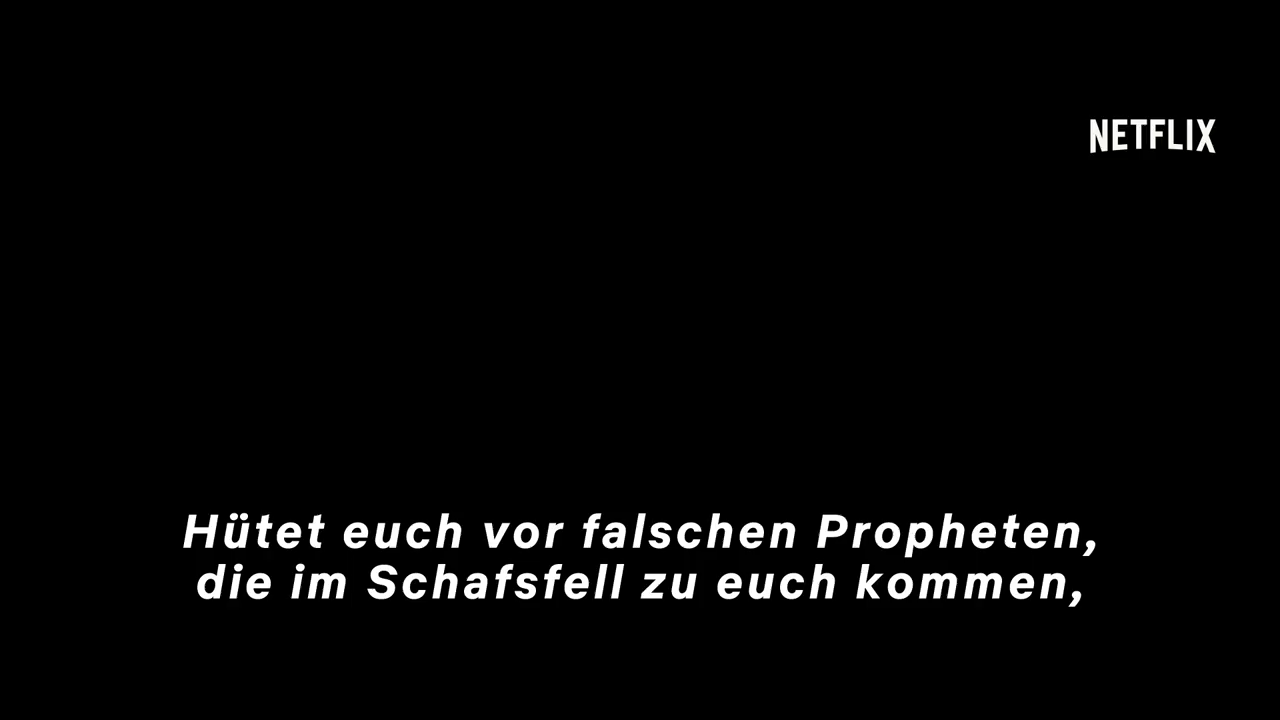 NETFLIX
Hütet euch vor falschen Propheten,
die im Schafsfell zu euch kommen,